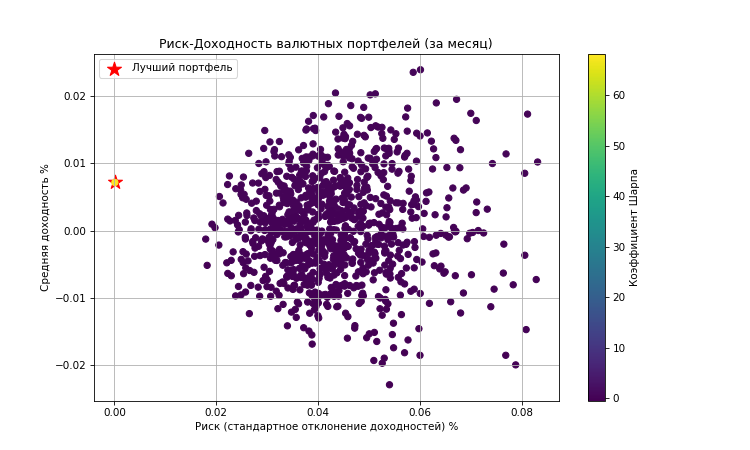 Риск-Доходность валютных портфелей (за месяц)
Лучший портфель
Средняя доходность %
0.02
0.01
0.00
−0.01
−0.02
0.00 0.02 0.04 0.06 0.08
Риск (стандартное отклонение доходностей) %
60
50
40
30
20
10
0
Коэффициент Шарпа